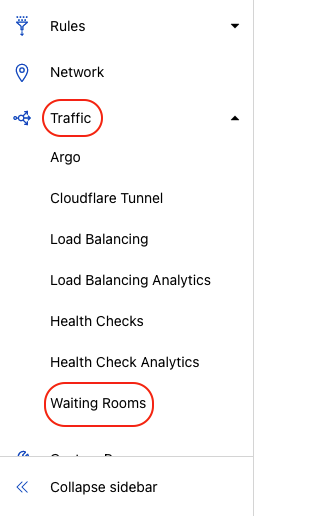 Rules
Network
Traffic
Argo
Cloudflare Tunnel
Load Balancing
Load Balancing Analytics
Health Checks
Health Check Analytics
Waiting Rooms
Collapse sidebar